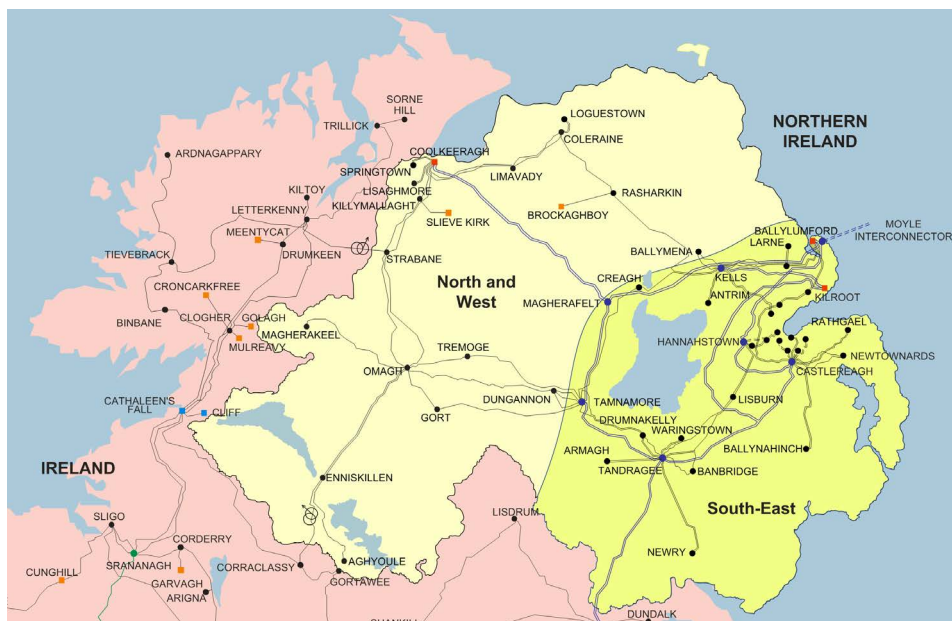 SORNE
HILL
TRILLICK
LOGUESTOWN
COLERAINE
NORTHERN
IRELAND
ARDNAGAPPARY
COOLKEERAGH
SPRINGTOWN
LISAGHMORE
KILLYMALLAGHT
LIMAVADY
KILTOY
LETTERKENNY
MEENTYCAT
DRUMKEEN
SLIEVE KIRK
RASHARKIN
BROCKAGHBOY
BALLYLUMFORD
LARNE
MOYLE
INTERCONNECTOR
TIEVEBRACK
STRABANE
BALLYMENA
KELLS
CREAGH
North and
West
CRONCARKFREE
BINBANE
CLOGHER
GOLAGH
MULREAVY
MAGHERAKEEL
MAGHERAFELT
ANTRIM
KILROOT
RATHGAEL
HANNAHSTOWN
NEWTOWNARDS
CASTLEREAGH
TREMOGE
OMAGH
CATHALEEN'S
FALL
CLIFF
GORT
DUNGANNON
TAMNAMORE
LISBURN
DRUMNAKELLY
WARINGSTOWN
BALLYNAHINCH
ARMAGH
TANDRAGEE
BANBRIDGE
IRELAND
ENNISKILLEN
South-East
SLIGO
LISDRUM
CORDERRY
SRANANAGH
NEWRY
CUNGHILL
GARVAGH
ARIGNA
CORRACLASSY
AGHYOULE
GORTAWEE
DUNDALK